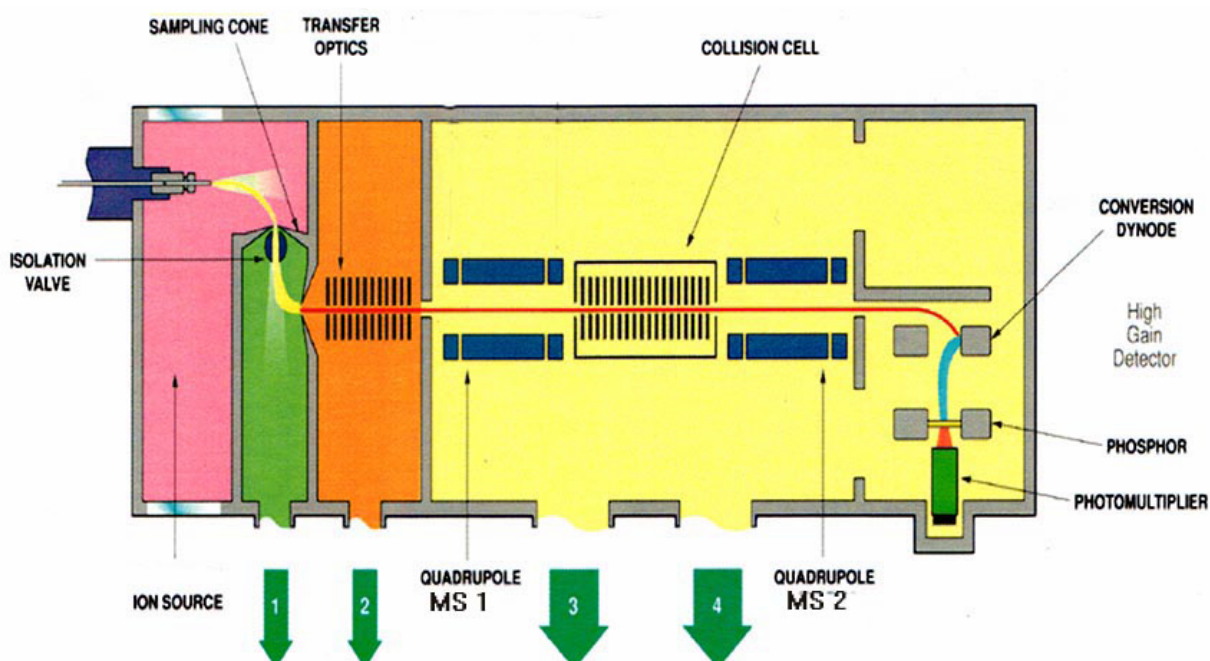 SAMPLING CONE
TRANSFER
OPTICS
COLLISION CELL
CONVERSION
DYNODE
ISOLATION
VALVE
High
Gain
Detector
PHOSPHOR
PHOTOMULTIPLIER
ION SOURCE
1
2
QUADRUPOLE
MS 1
3
4
QUADRUPOLE
MS 2